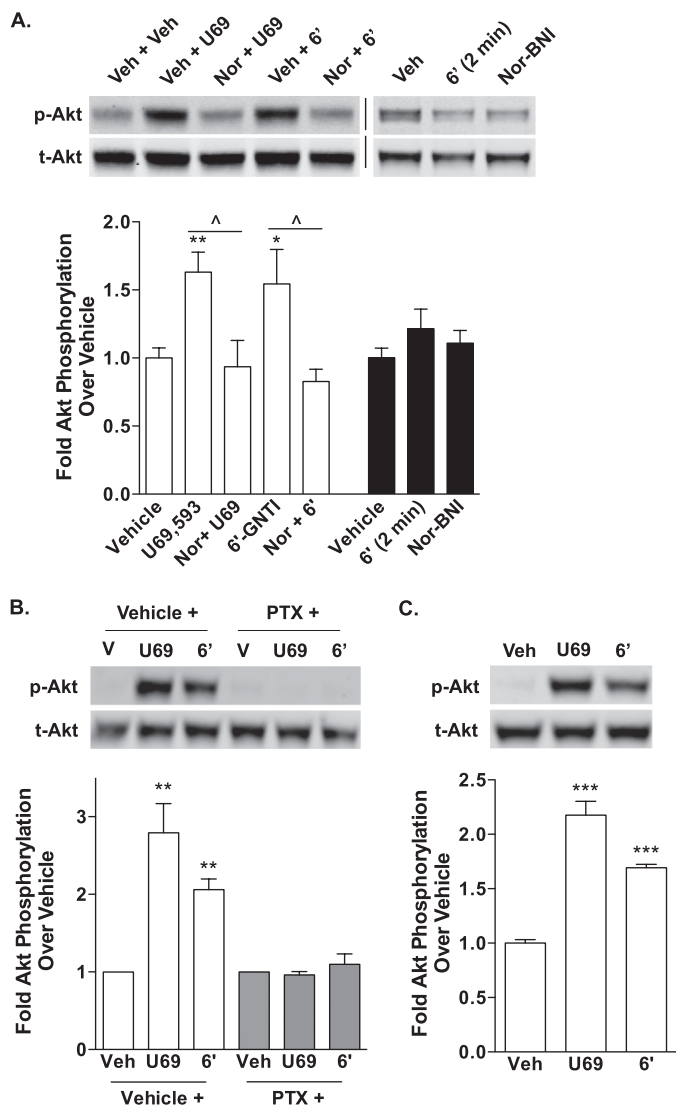 A.
Veh + Veh
Veh + U69
Nor + U69
Veh + 6’
Nor + 6’
Veh
6’ (2 min)
Nor-BNI
p-Akt
t-Akt
Fold Akt Phosphorylation
Over Vehicle
2.0
1.5
1.0
0.5
0.0
**
^
*
^
Vehicle
U69,593
Nor+ U69
6'-GNTI
Nor + 6'
Vehicle
6' (2 min)
Nor-BNI
B.
Vehicle +
PTX +
V U69 6’ V U69 6’
p-Akt
t-Akt
Fold Akt Phosphorylation
Over Vehicle
3
2
1
0
**
**
Veh U69 6' Veh U69 6'
Vehicle +
PTX +
C.
Veh U69 6’
p-Akt
t-Akt
Fold Akt Phosphorylation
Over Vehicle
2.5
2.0
1.5
1.0
0.5
0.0
***
***
Veh U69 6'